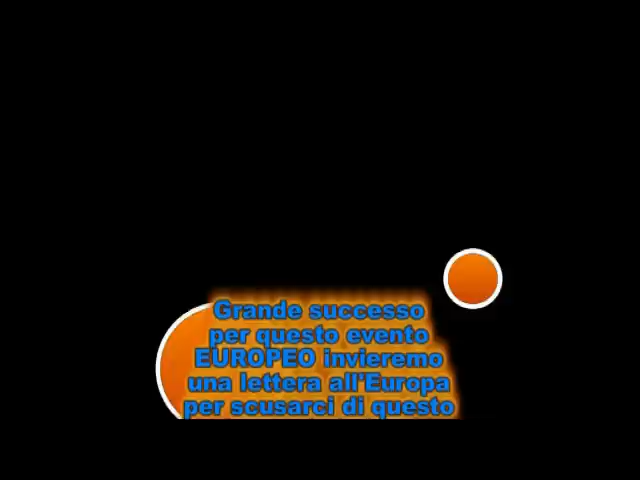 Grande successo
per questo evento
EUROPEO invieremo
una lettera all'Europa
per scusarci di questo